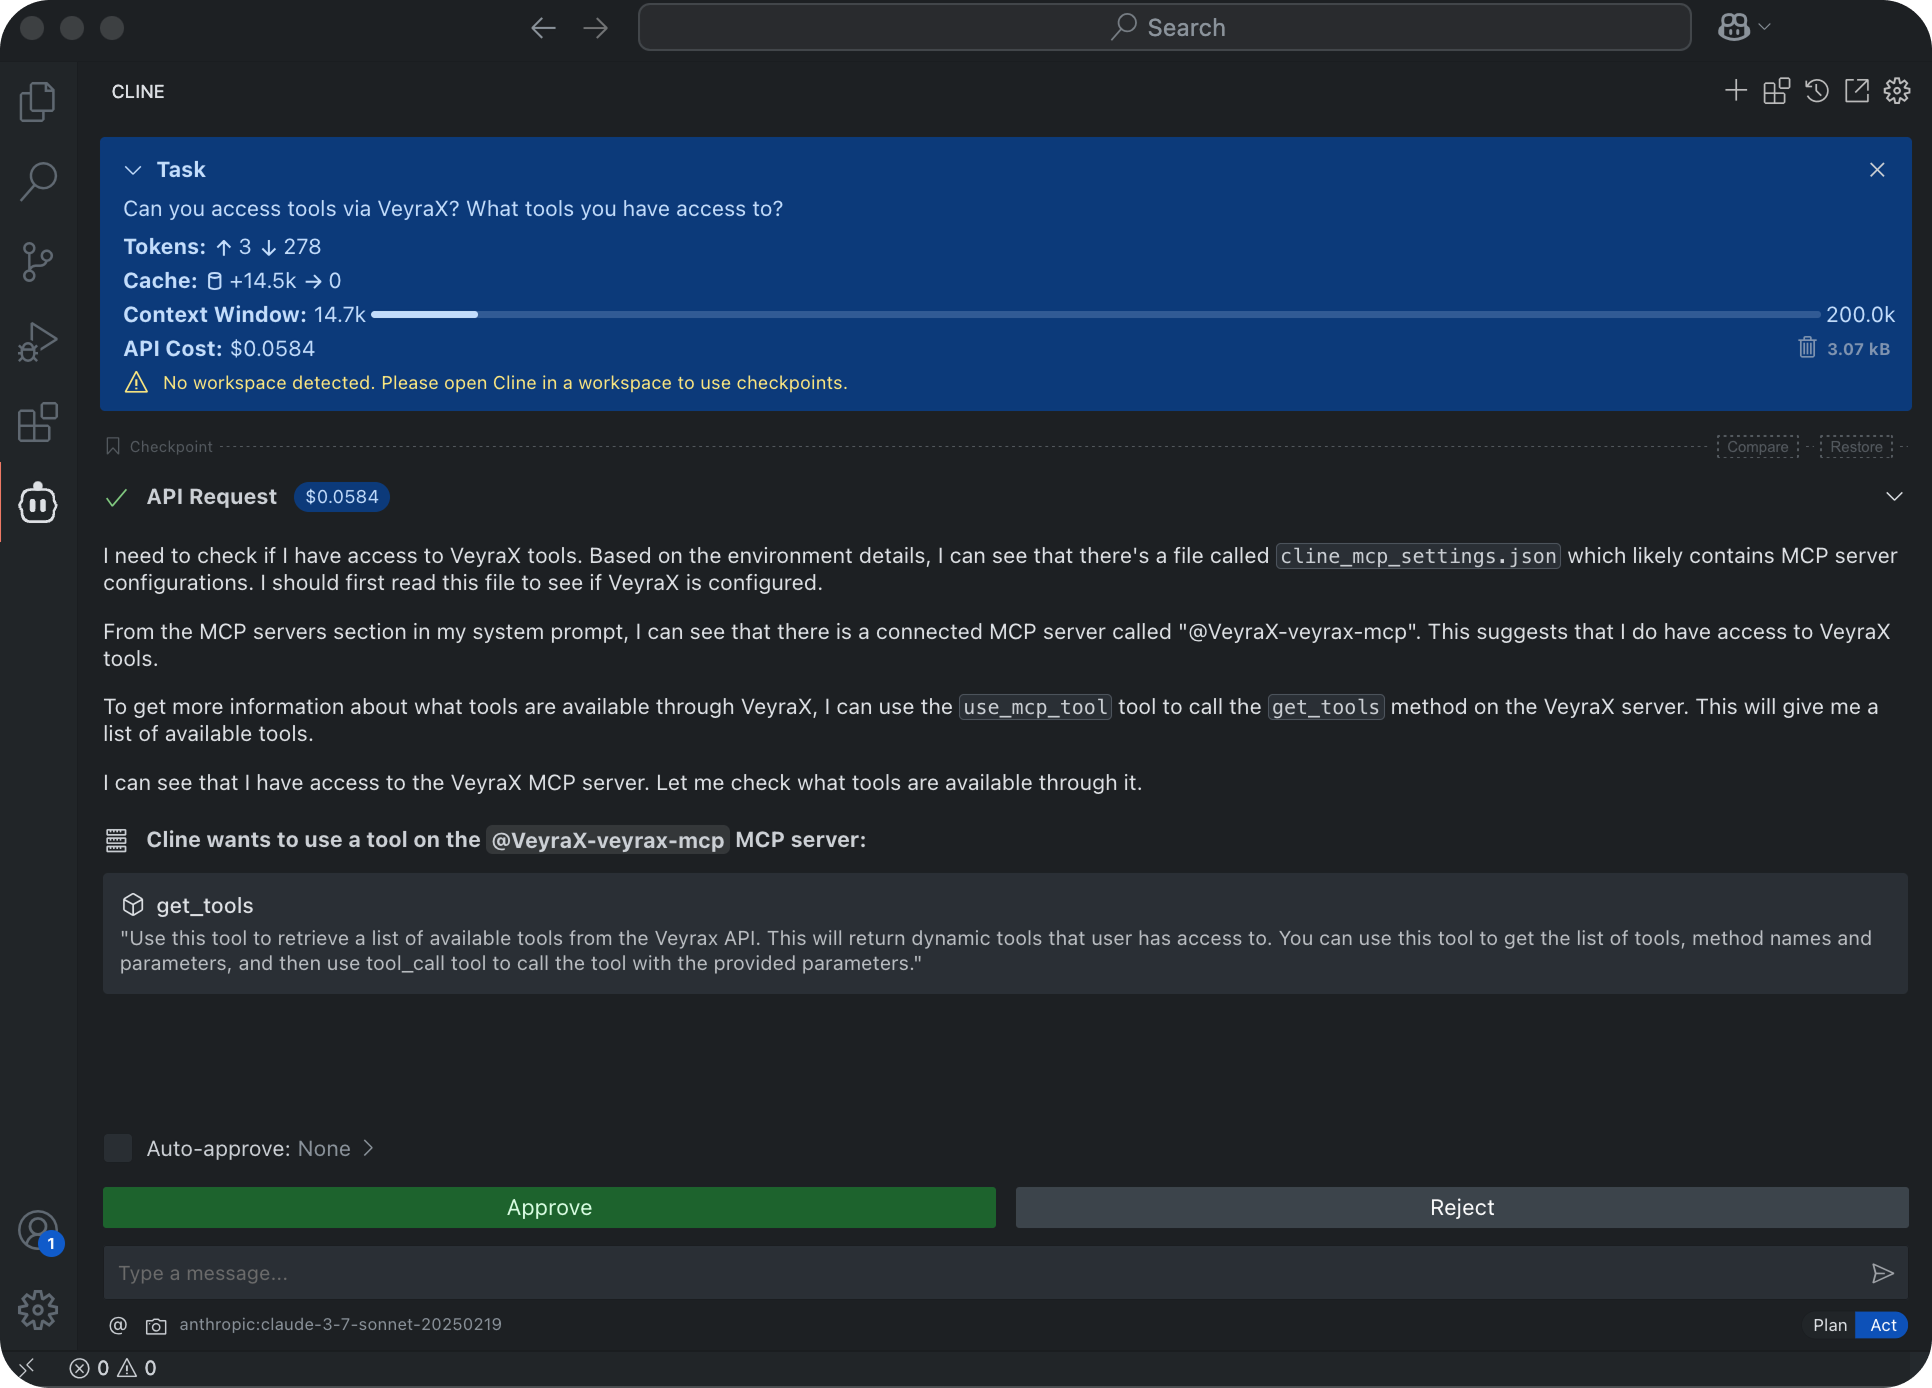 Search
CLINE
Task
Can you access tools via VeyraX? What tools you have access to?
Tokens: ↑ 3 ↓ 278
Cache: +14.5k → 0
Context Window: 14.7k 200.0k
API Cost: $0.0584 3.07 kB
No workspace detected. Please open Cline in a workspace to use checkpoints.
Checkpoint Compare Restore
API Request $0.0584
I need to check if I have access to VeyraX tools. Based on the environment details, I can see that there's a file called cline_mcp_settings.json which likely contains MCP server
configurations. I should first read this file to see if VeyraX is configured.
From the MCP servers section in my system prompt, I can see that there is a connected MCP server called "@VeyraX-veyrax-mcp". This suggests that I do have access to VeyraX
tools.
To get more information about what tools are available through VeyraX, I can use the use_mcp_tool tool to call the get_tools method on the VeyraX server. This will give me a
list of available tools.
I can see that I have access to the VeyraX MCP server. Let me check what tools are available through it.
Cline wants to use a tool on the @VeyraX-veyrax-mcp MCP server:
get_tools
"Use this tool to retrieve a list of available tools from the Veyrax API. This will return dynamic tools that user has access to. You can use this tool to get the list of tools, method names and
parameters, and then use tool_call tool to call the tool with the provided parameters."
Auto-approve: None
Approve Reject
1
Type a message...
@ anthropic:claude-3-7-sonnet-20250219 Plan Act
0 0